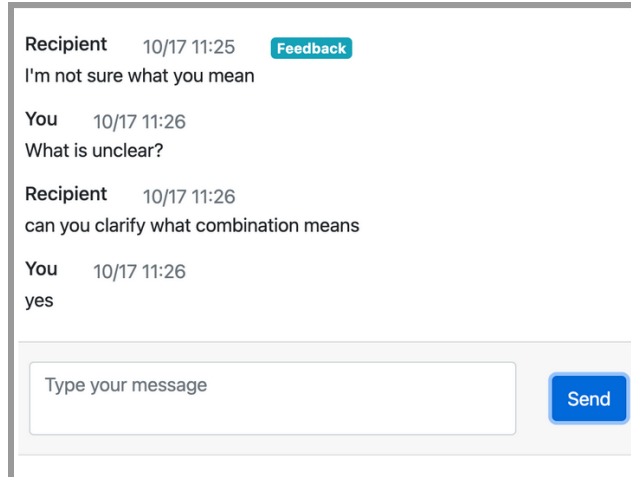 Recipient 10/17 11:25 Feedback
I'm not sure what you mean
You 10/17 11:26
What is unclear?
Recipient 10/17 11:26
can you clarify what combination means
You 10/17 11:26
yes
Type your message
Send